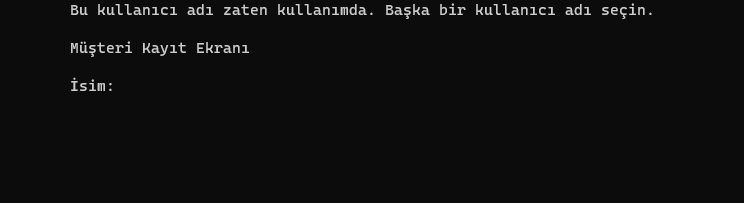 Bu kullanıcı adı zaten kullanımda. Başka bir kullanıcı adı seçin.
Müşteri Kayıt Ekranı
İsim: